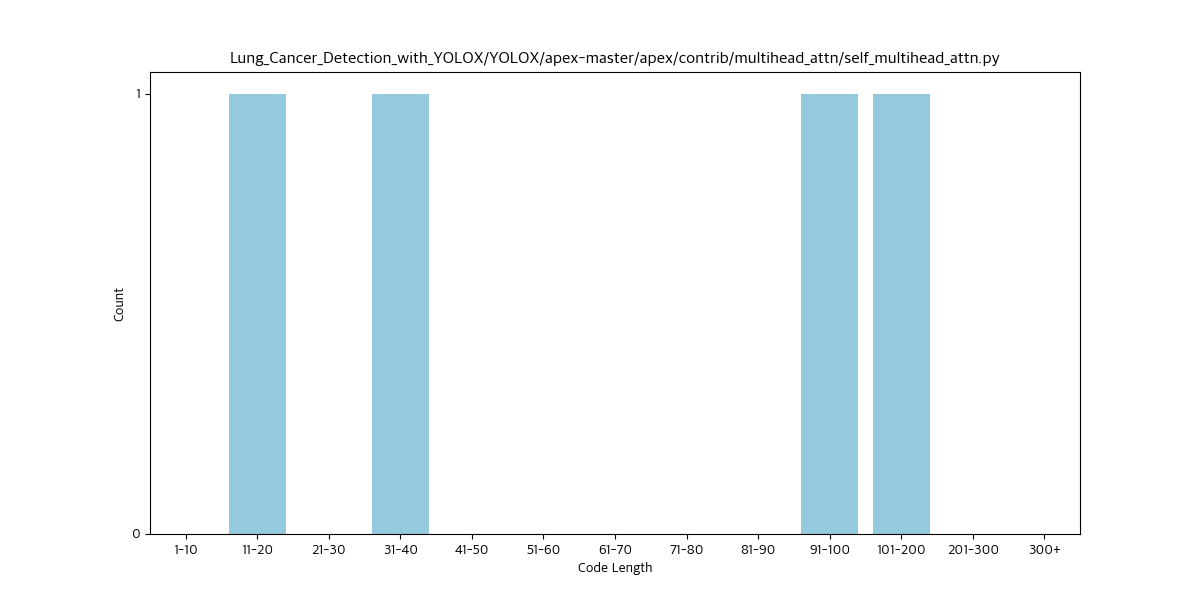 Lung_Cancer_Detection_with_YOLOX/YOLOX/apex-master/apex/contrib/multihead_attn/self_multihead_attn.py
1
Count
0
1-10 11-20 21-30 31-40 41-50 51-60 61-70 71-80 81-90 91-100 101-200 201-300 300+
Code Length